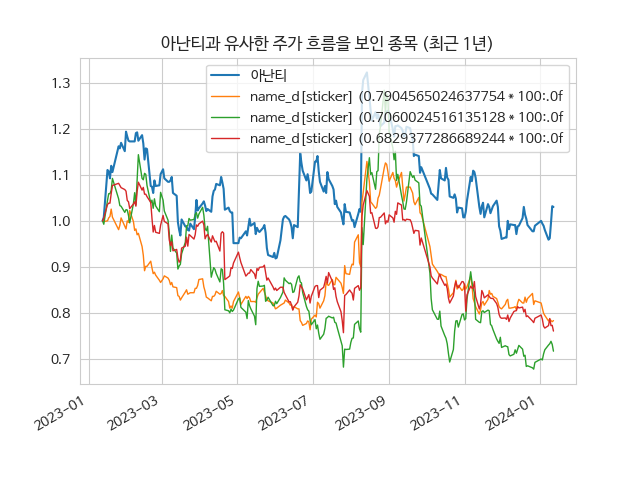 아난티과 유사한 주가 흐름을 보인 종목 (최근 1년)
아난티
name_d[sticker] (0.7904565024637754 * 100:.0f
name_d[sticker] (0.7060024516135128 * 100:.0f
name_d[sticker] (0.6829377286689244 * 100:.0f
1.3
1.2
1.1
1.0
0.9
0.8
0.7
2023-01
2023-03
2023-05
2023-07
2023-09
2023-11
2024-01